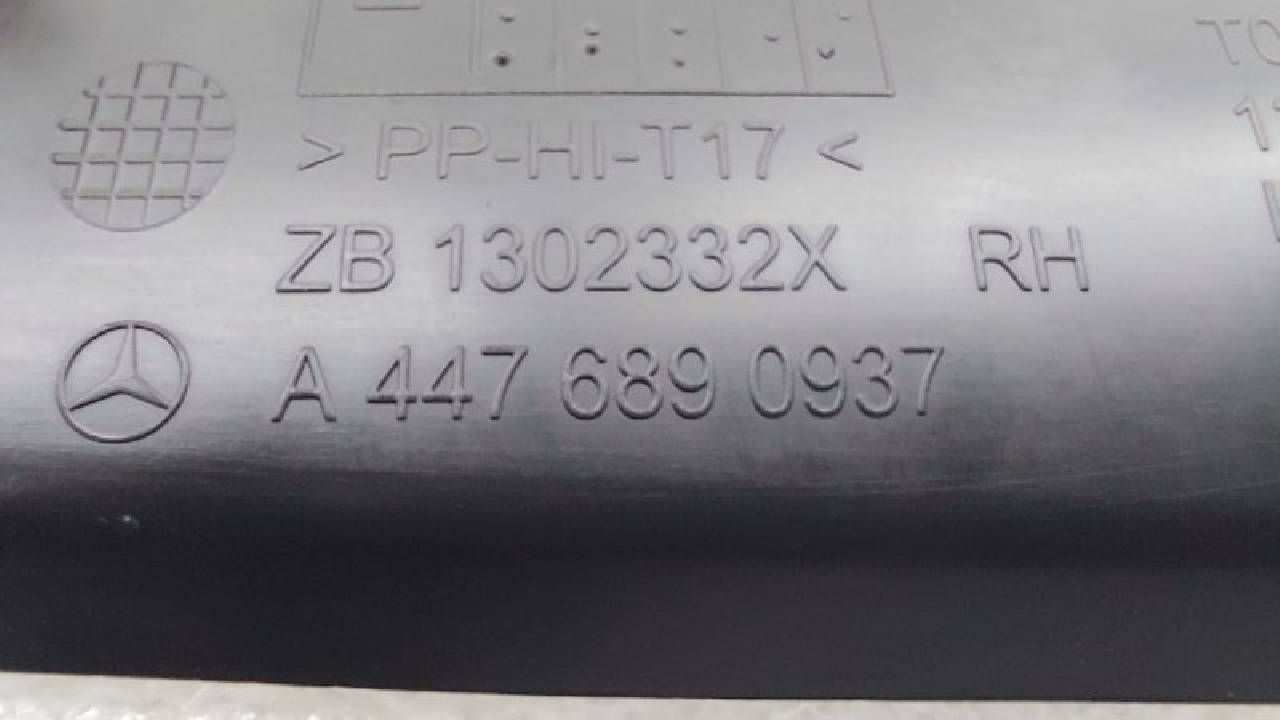 > PP-HI-T17 <
ZB 1302332X RH
A 447 689 0937